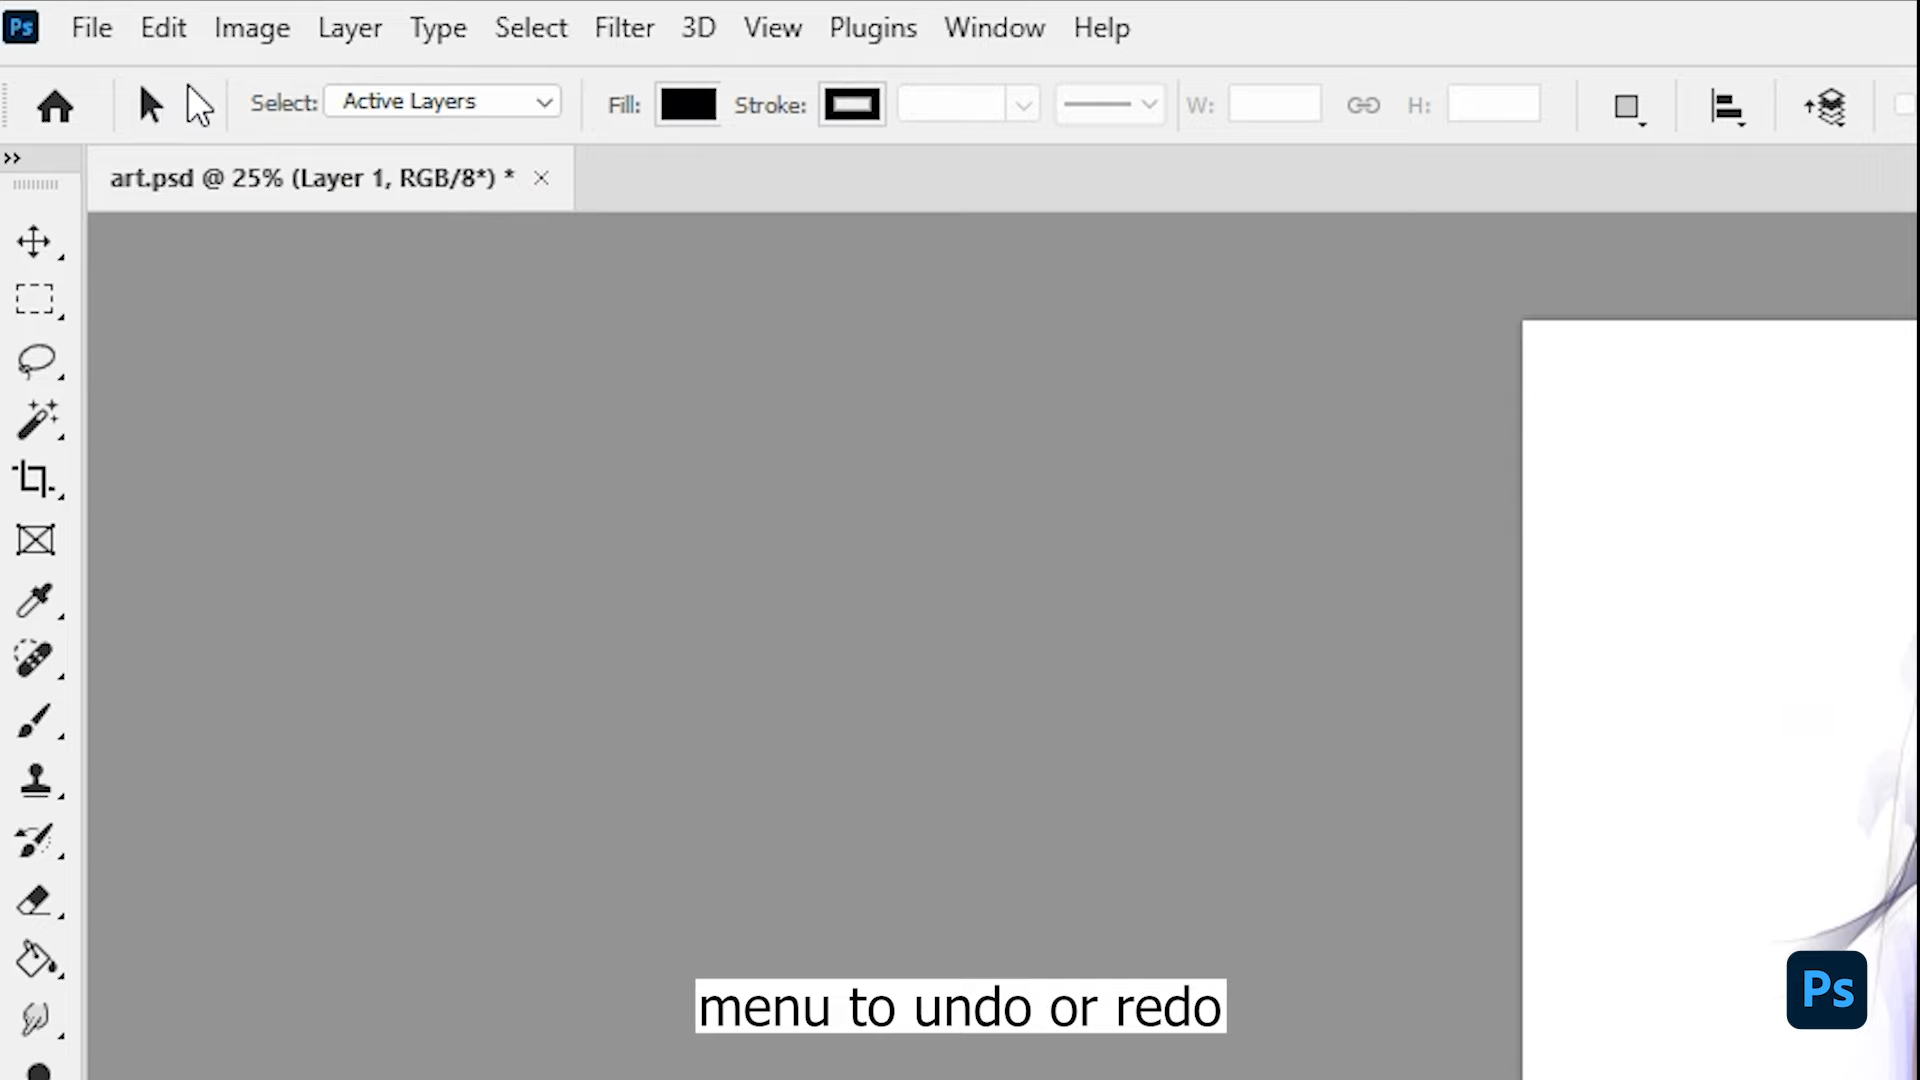 Ps File Edit Image Layer Type Select Filter 3D View Plugins Window Help
Select: Active Layers Fill: Stroke: W: H:
art.psd @ 25% (Layer 1, RGB/8*) *
menu to undo or redo
Ps